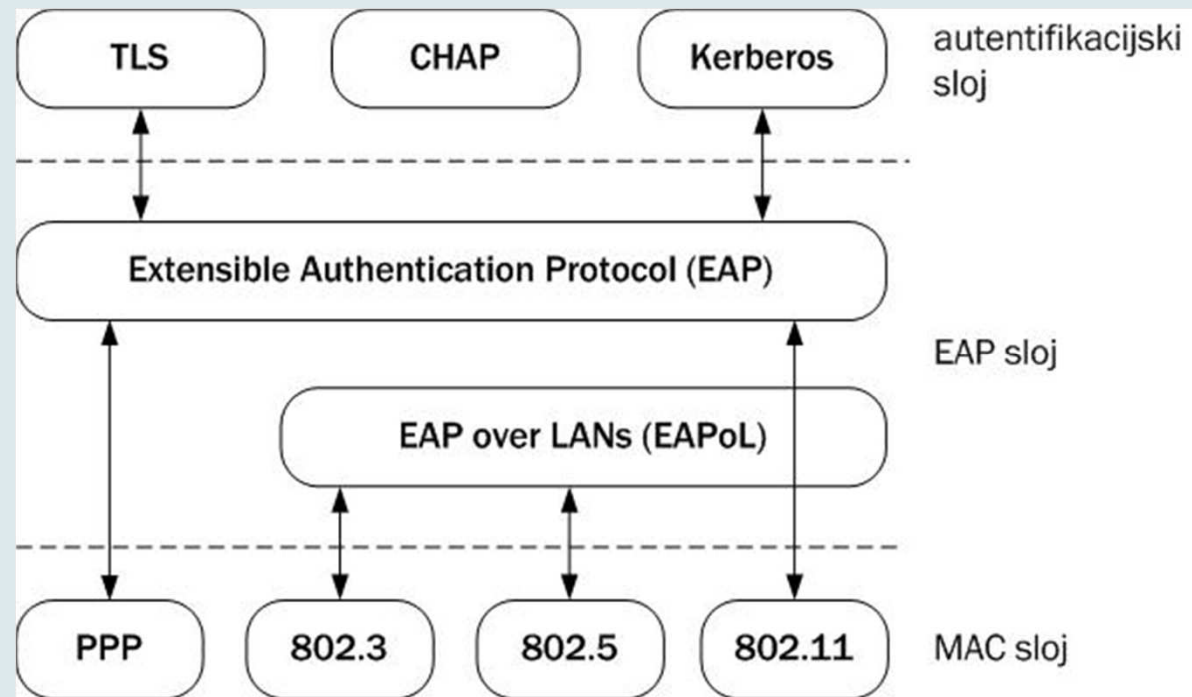 TLS
CHAP
Kerberos
autentifikacijski
sloj
Extensible Authentication Protocol (EAP)
EAP sloj
EAP over LANs (EAPoL)
PPP
802.3
802.5
802.11
MAC sloj